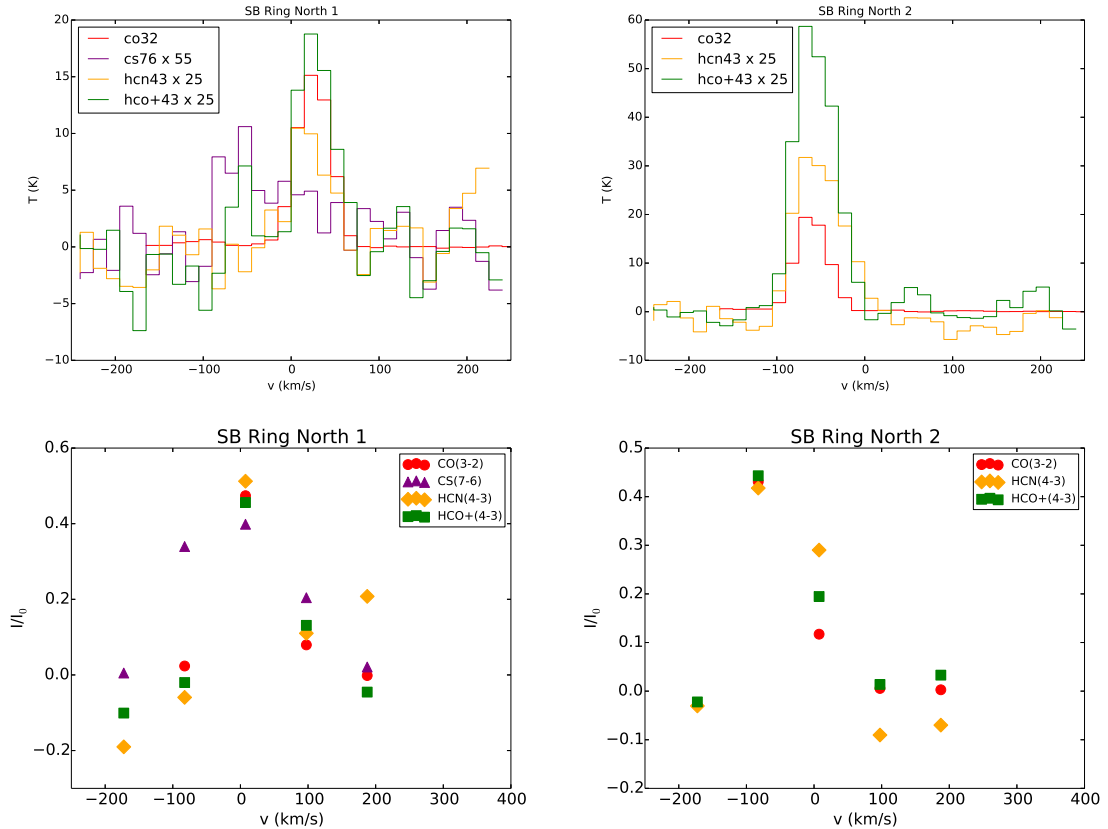 SB Ring North 1
co32
cs76 x 55
hcn43 x 25
hco+43 x 25
T (K)
20
15
10
5
0
−5
−10
−200
−100
0
100
200
v (km/s)
SB Ring North 2
co32
hcn43 x 25
hco+43 x 25
T (K)
60
50
40
30
20
10
0
−10
−200
−100
0
100
200
v (km/s)
SB Ring North 1
CO(3-2)
CS(7-6)
HCN(4-3)
HCO+(4-3)
I/I₀
0.6
0.4
0.2
0.0
−0.2
−200
−100
0
100
200
300
400
v (km/s)
SB Ring North 2
CO(3-2)
HCN(4-3)
HCO+(4-3)
I/I₀
0.5
0.4
0.3
0.2
0.1
0.0
−0.1
−0.2
−200
−100
0
100
200
300
400
v (km/s)